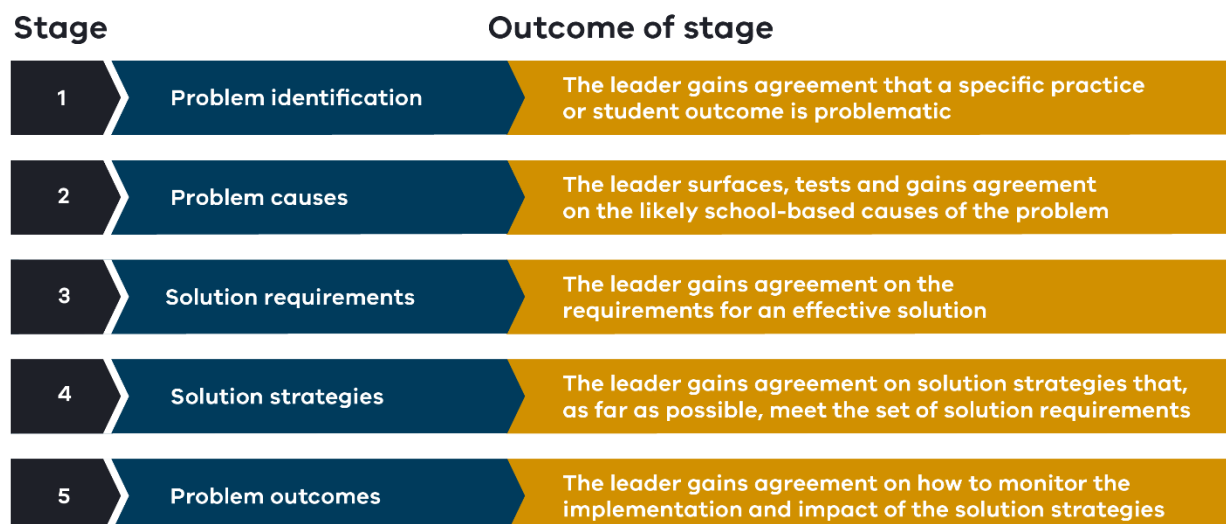 Stage
Outcome of stage
1
Problem identification
The leader gains agreement that a specific practice
or student outcome is problematic
2
Problem causes
The leader surfaces, tests and gains agreement
on the likely school-based causes of the problem
3
Solution requirements
The leader gains agreement on the
requirements for an effective solution
4
Solution strategies
The leader gains agreement on solution strategies that,
as far as possible, meet the set of solution requirements
5
Problem outcomes
The leader gains agreement on how to monitor the
implementation and impact of the solution strategies